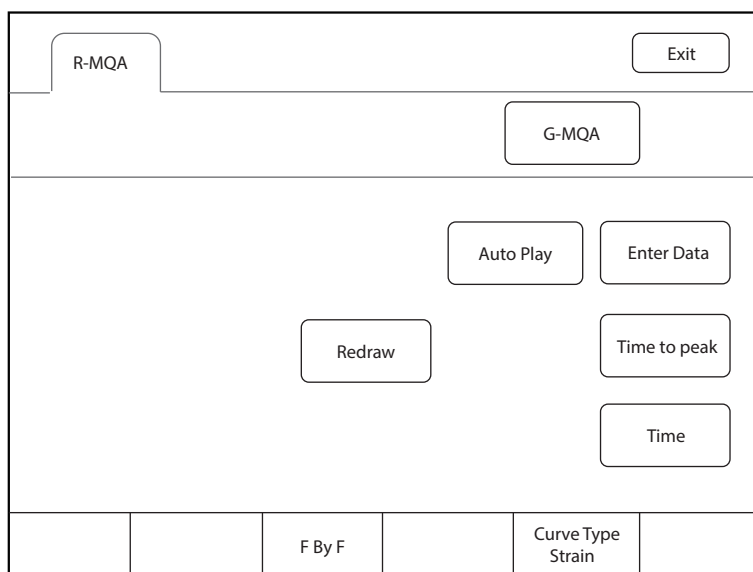 R-MQA
Exit
G-MQA
Auto Play
Enter Data
Redraw
Time to peak
Time
F By F
Curve Type
Strain